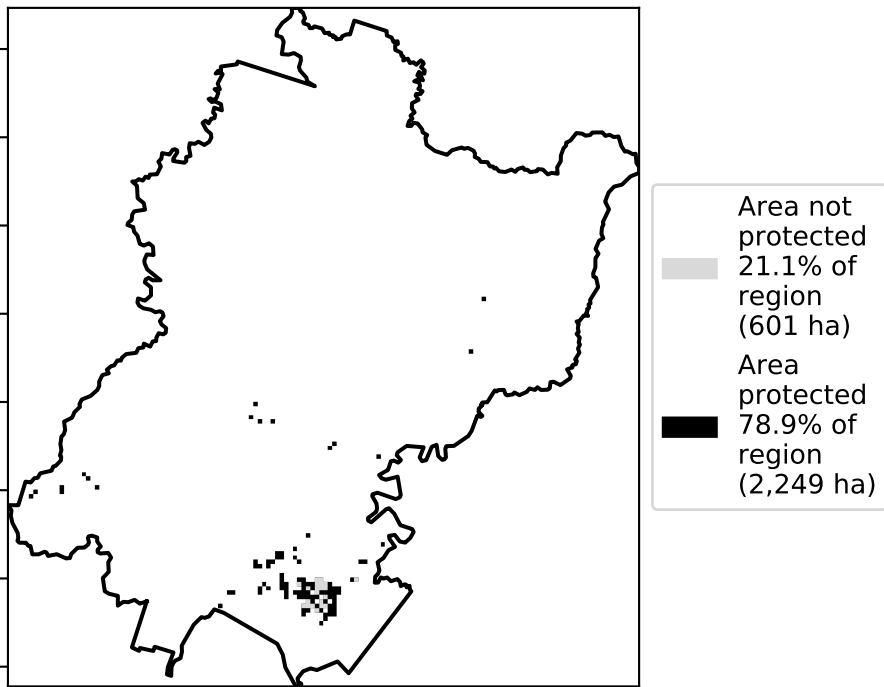 Area not
protected
21.1% of
region
(601 ha)
Area
protected
78.9% of
region
(2,249 ha)